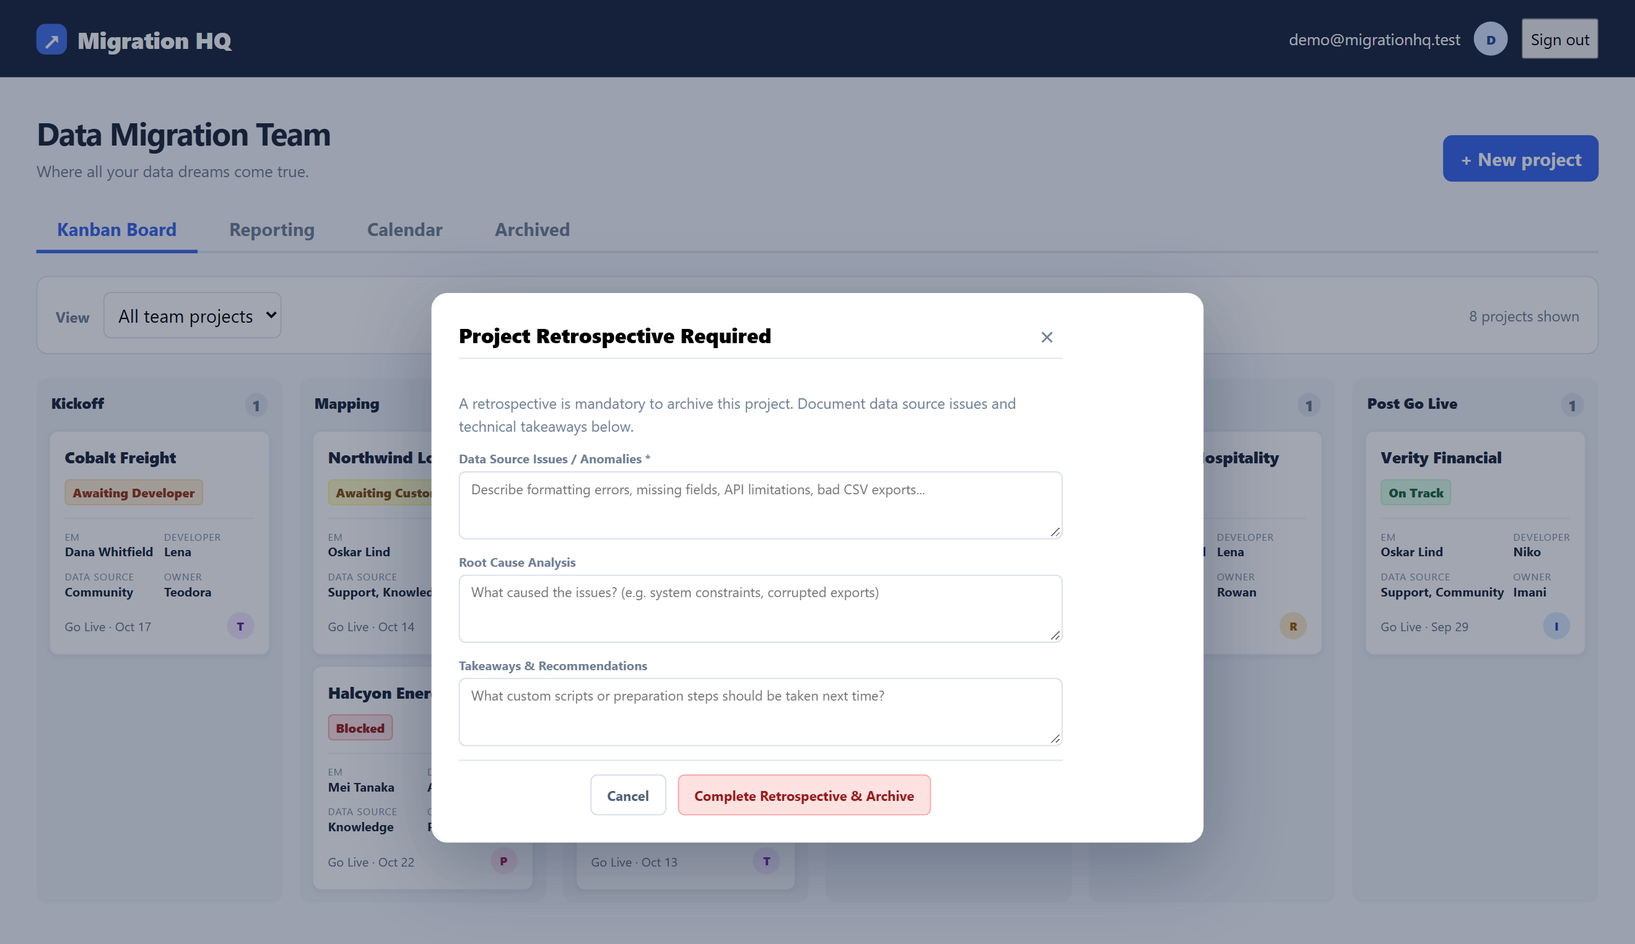 Migration HQ
demo@migrationhq.test
D
Sign out
Data Migration Team
Where all your data dreams come true.
+ New project
Kanban Board
Reporting
Calendar
Archived
View
All team projects
8 projects shown
Kickoff
1
Cobalt Freight
Awaiting Developer
EM
DEVELOPER
Dana Whitfield
Lena
DATA SOURCE
OWNER
Community
Teodora
Go Live · Oct 17
T
Mapping
Northwind
Awaiting
EM
Oskar Lind
DATA SOURCE
Support,
Go Live · Oct 14
Halcyon
Blocked
EM
Mei Tanaka
DATA SOURCE
Knowledge
Go Live · Oct 22
P
Go Live · Oct 13
T
Project Retrospective Required
×
A retrospective is mandatory to archive this project. Document data source issues and
technical takeaways below.
Data Source Issues / Anomalies *
Describe formatting errors, missing fields, API limitations, bad CSV exports...
Root Cause Analysis
What caused the issues? (e.g. system constraints, corrupted exports)
Takeaways & Recommendations
What custom scripts or preparation steps should be taken next time?
Cancel
Complete Retrospective & Archive
1
DEVELOPER
Lena
OWNER
Rowan
R
Post Go Live
1
Verity Financial
On Track
EM
DEVELOPER
Oskar Lind
Niko
DATA SOURCE
OWNER
Support, Community
Imani
Go Live · Sep 29
I